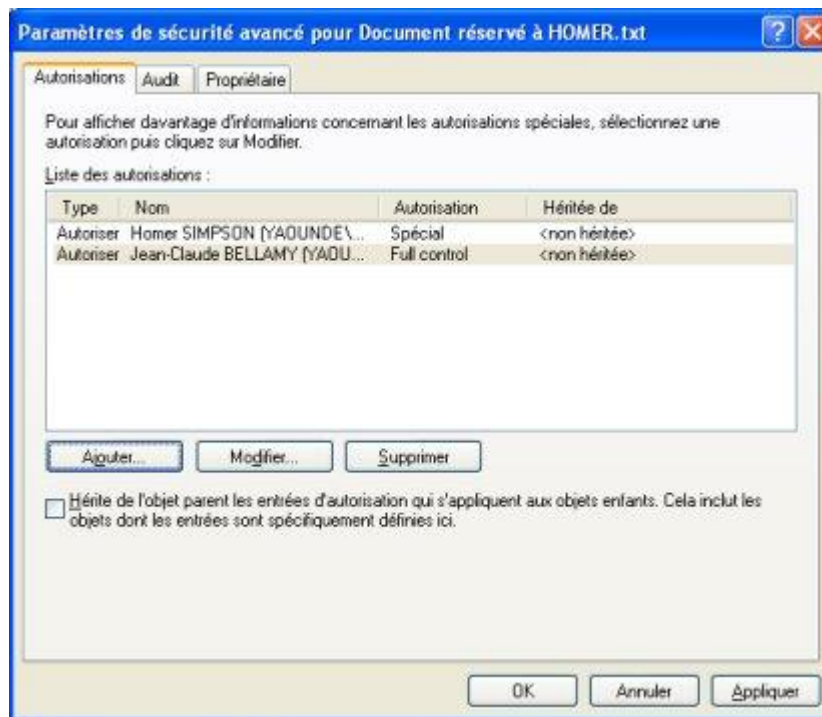 Paramètres de sécurité avancé pour Document réservé à HOMER.txt
Autorisations Audit Propriétaire
Pour afficher davantage d'informations concernant les autorisations spéciales, sélectionnez une
autorisation puis cliquez sur Modifier.
Liste des autorisations :
Type Nom Autorisation Héritée de
Autoriser Homer SIMPSON (YAOUNDE\... Spécial <non héritée>
Autoriser Jean-Claude BELLAMY (YAOU... Full control <non héritée>
Ajouter... Modifier... Supprimer
Hérite de l'objet parent les entrées d'autorisation qui s'appliquent aux objets enfants. Cela inclut les
objets dont les entrées sont spécifiquement définies ici.
OK Annuler Appliquer